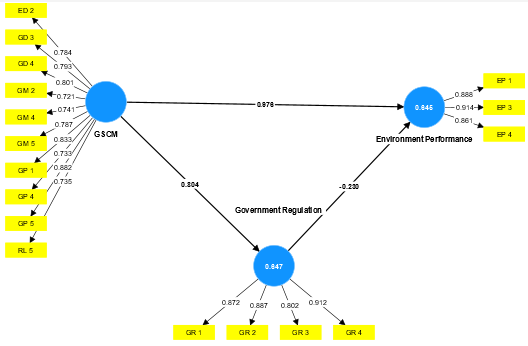 ED 2
GD 3
GD 4
GM 2
GM 4
GM 5
GP 1
GP 4
GP 5
RL 5
0.784
0.793
0.801
0.721
0.741
0.787
0.833
0.733
0.882
0.735
GSCM
0.976
0.645
Environment Performance
0.888
0.914
0.861
EP 1
EP 3
EP 4
0.804
-0.230
Government Regulation
0.647
0.872
0.887
0.802
0.912
GR 1
GR 2
GR 3
GR 4